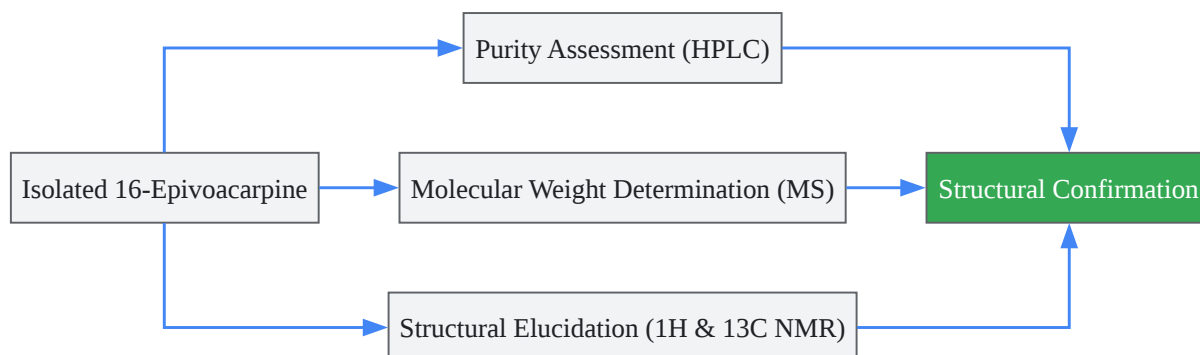 Purity Assessment (HPLC)
Isolated 16-Epivoacarpine
Molecular Weight Determination (MS)
Structural Confirmation
Structural Elucidation (1H & 13C NMR)